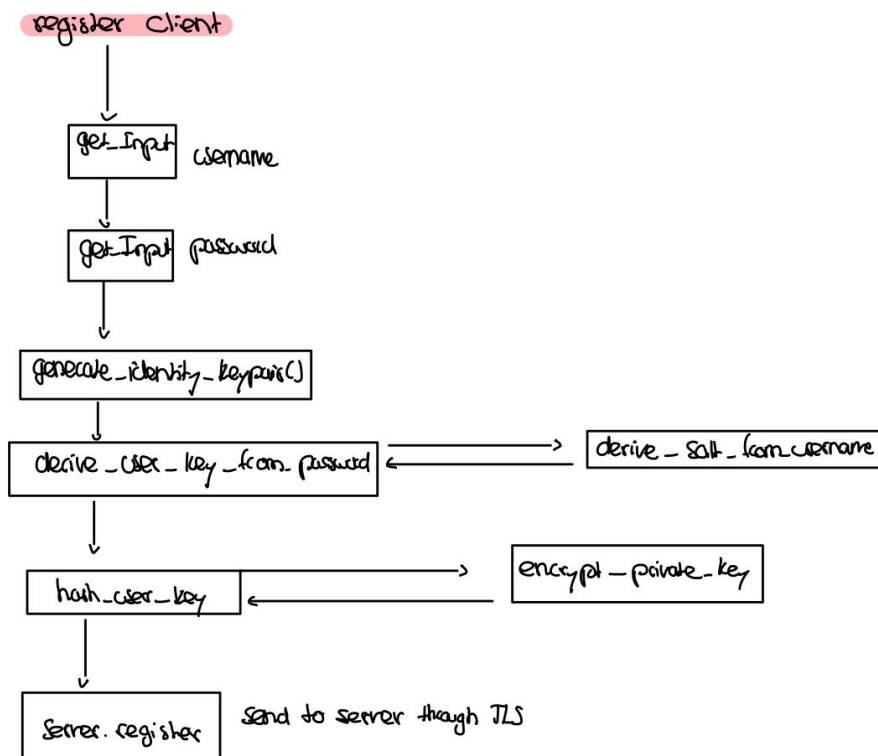 register Client
get_Input
username
get_Input
password
generate_identity_keypair()
derive_user_key_from_password
derive_salt_from_username
hash_user_key
encrypt_private_key
server.register
send to server through TLS